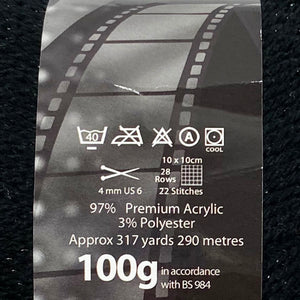 40 A COOL
10 x 10cm
28
Rows
4 mm US 6 22 Stitches
97% Premium Acrylic
3% Polyester
Approx 317 yards 290 metres
100g in accordance
with BS 984